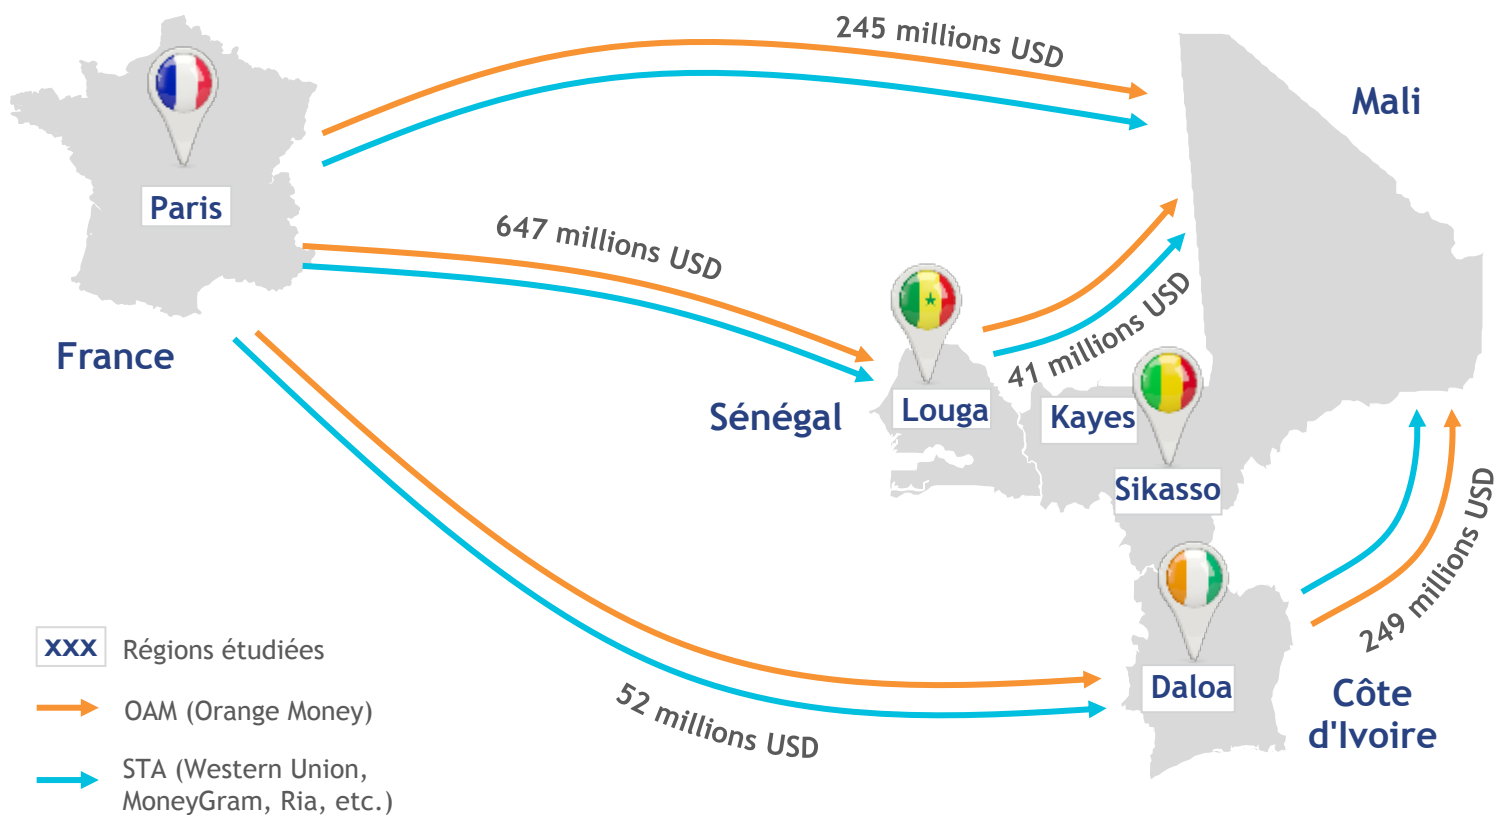 245 millions USD
Mali
Paris
647 millions USD
France
41 millions USD
Sénégal
Louga
Kayes
Sikasso
249 millions USD
Daloa
Côte
d'Ivoire
52 millions USD
XXX Régions étudiées
OAM (Orange Money)
STA (Western Union,
MoneyGram, Ria, etc.)